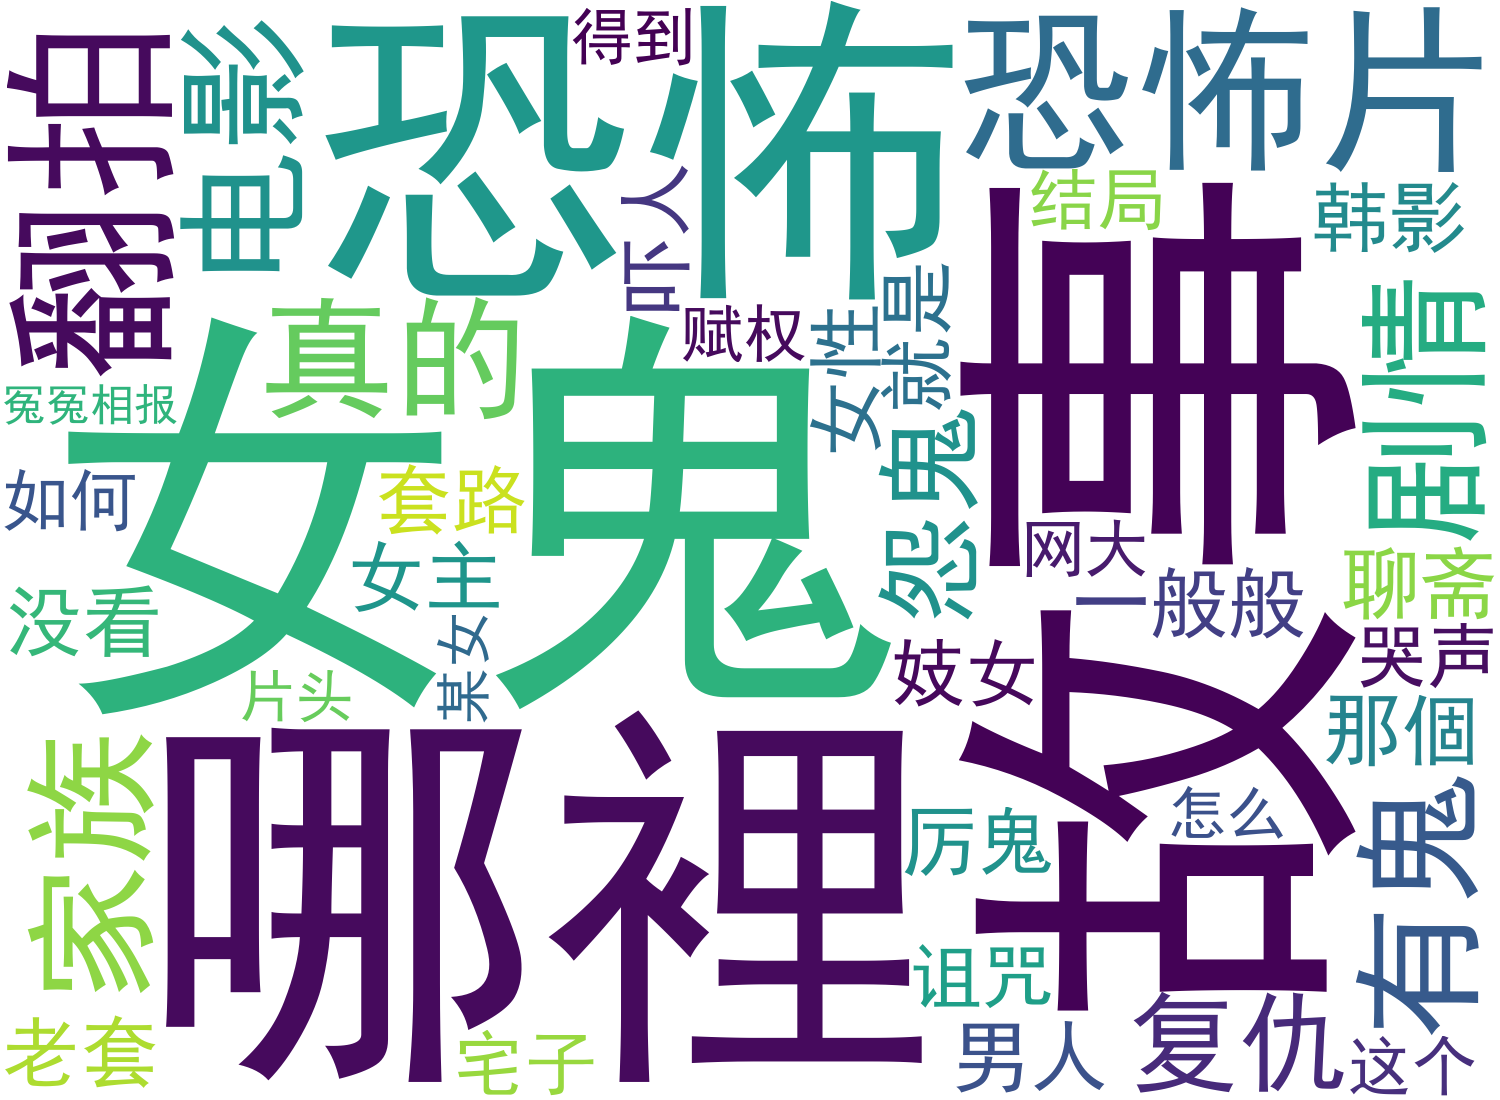 得到
恐怖
恐怖片
翻拍
电影
吓人
结局
韩影
真的
赋权
女性
就是
故事
剧情
冤冤相报
女鬼
怨鬼
如何
套路
网大
聊斋
没看
女主
一般般
某女
妓女
哭声
片头
那個
哪裡
家族
怎么
有鬼
厉鬼
诅咒
老套
宅子
男人
复仇
这个